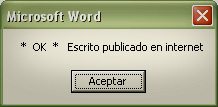 Microsoft Word
* OK * Escrito publicado en internet
Aceptar